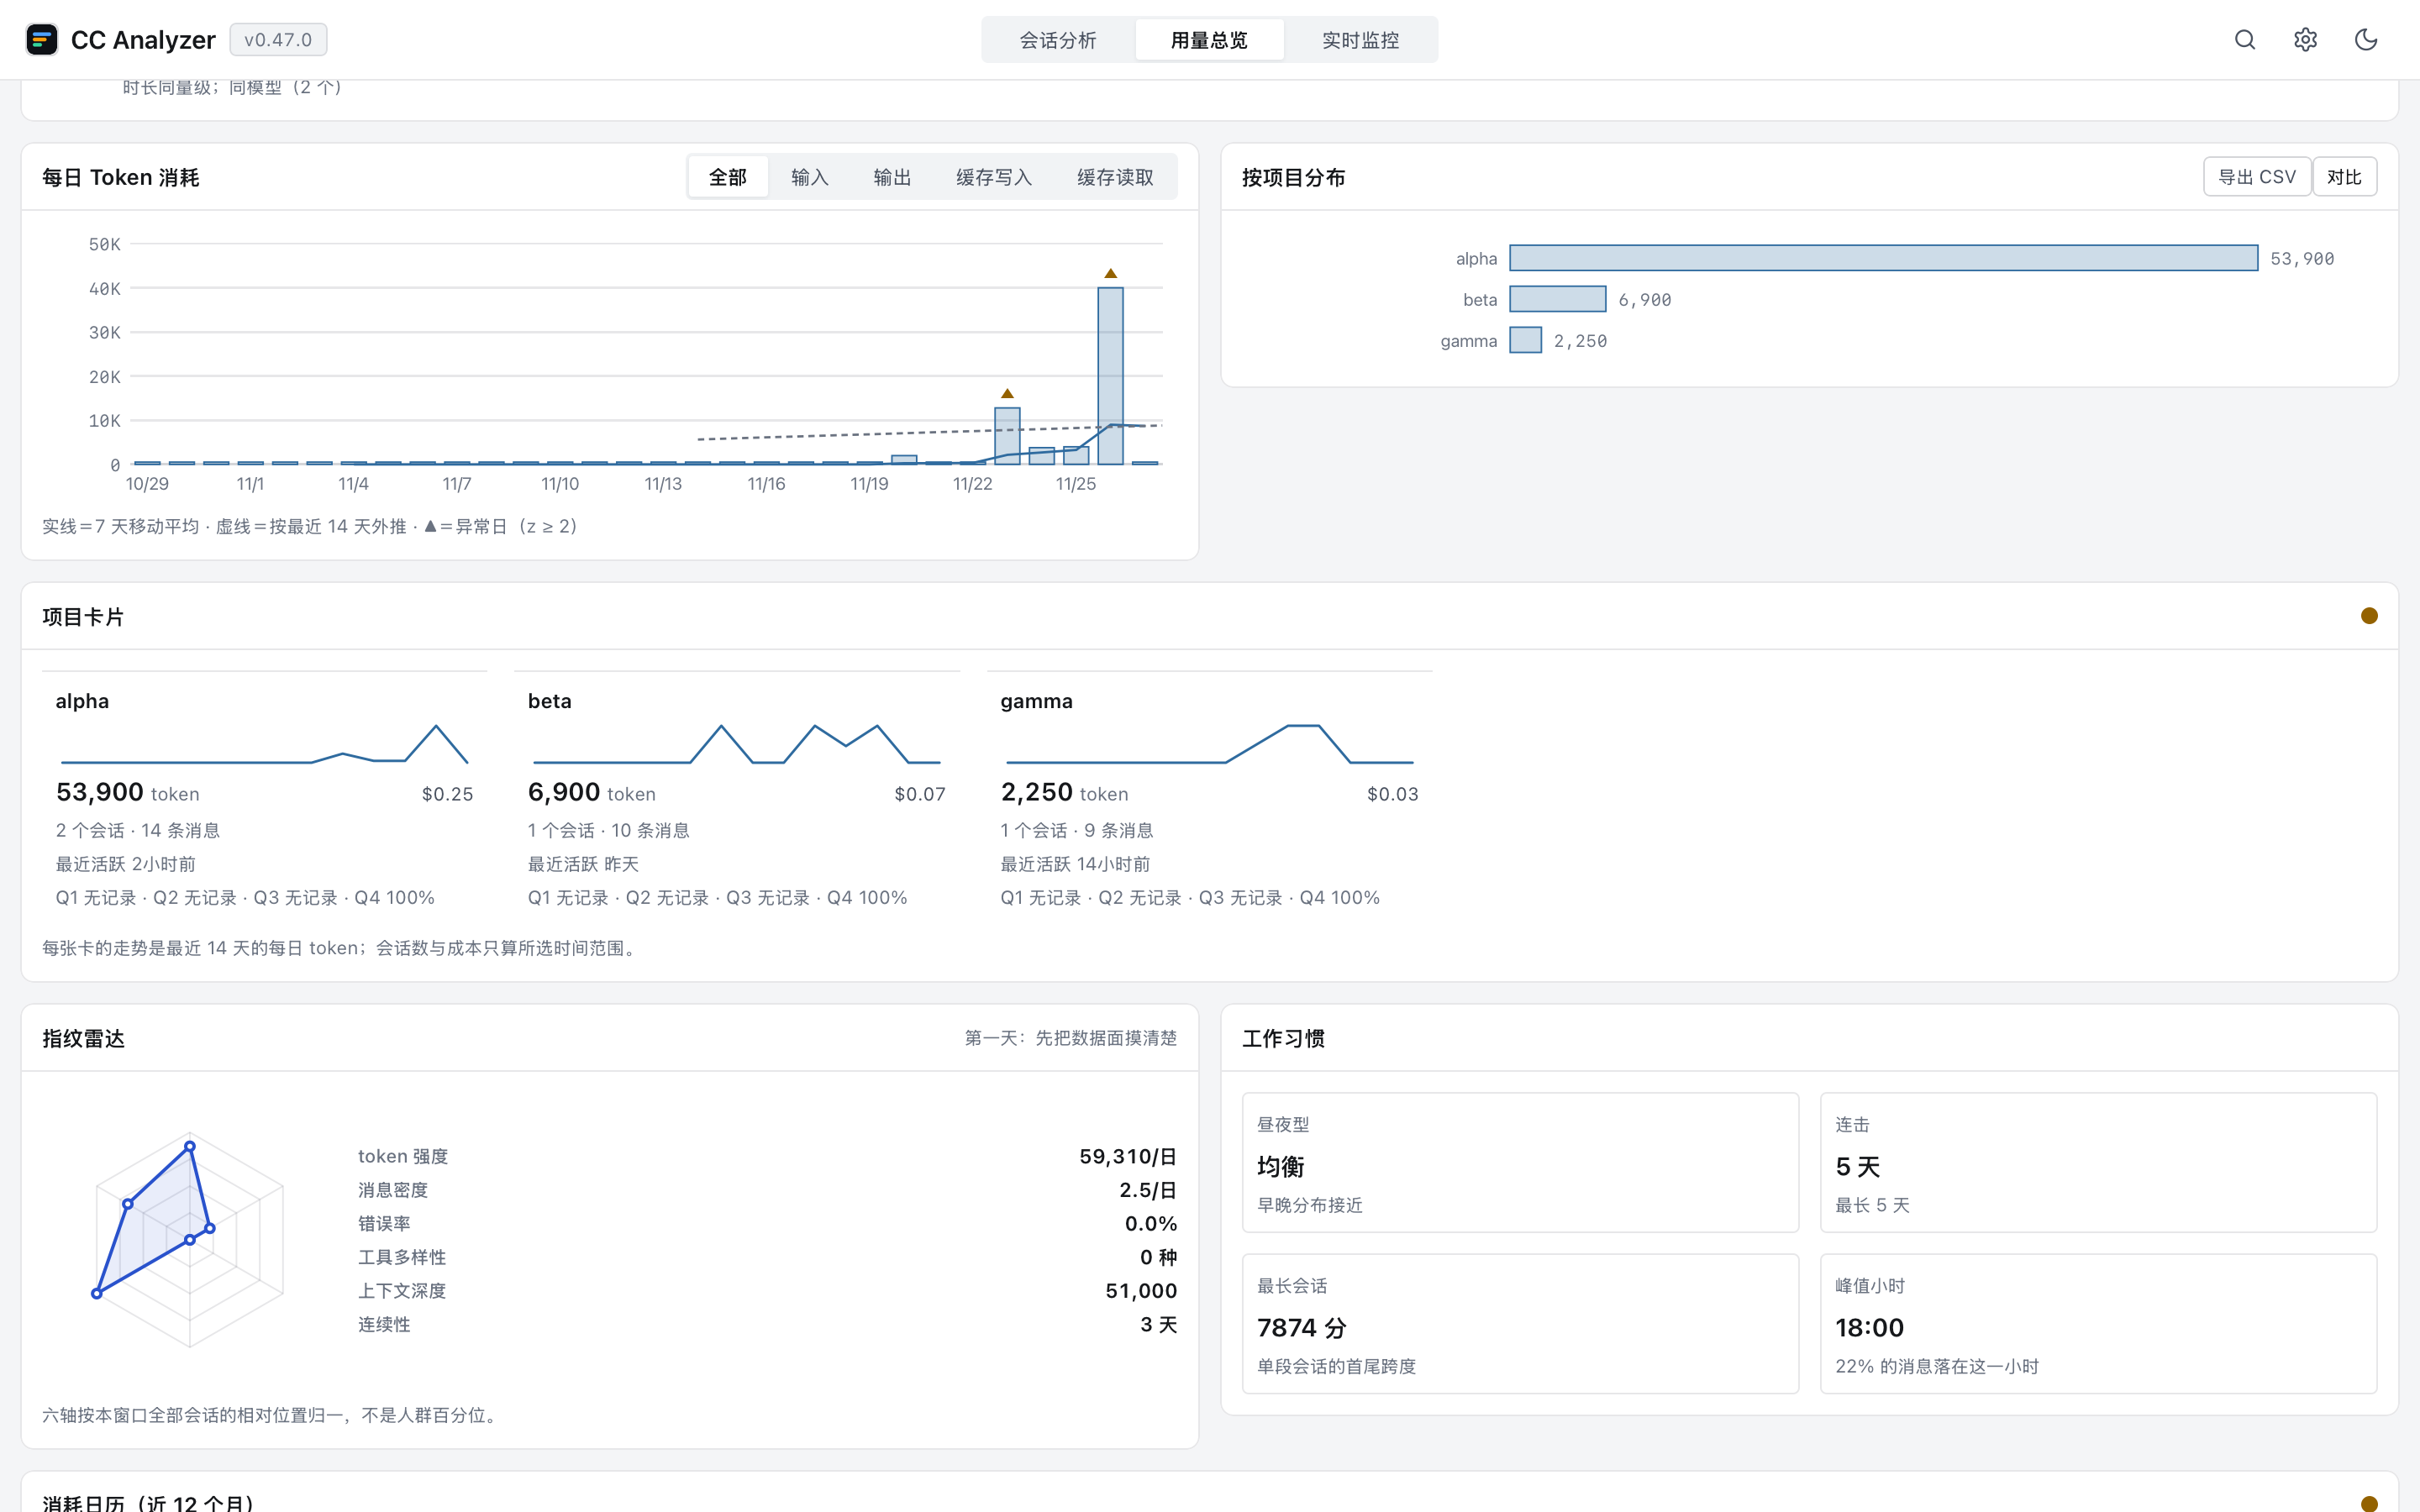 CC Analyzer v0.47.0
会话分析 用量总览 实时监控
时长同量级；同模型（2 个）
每日 Token 消耗
全部 输入 输出 缓存写入 缓存读取
50K
40K
30K
20K
10K
0
10/29 11/1 11/4 11/7 11/10 11/13 11/16 11/19 11/22 11/25
实线＝7 天移动平均 · 虚线＝按最近 14 天外推 · ▲＝异常日（z ≥ 2）
按项目分布
导出 CSV 对比
alpha 53,900
beta 6,900
gamma 2,250
项目卡片
alpha
53,900 token $0.25
2 个会话 · 14 条消息
最近活跃 2小时前
Q1 无记录 · Q2 无记录 · Q3 无记录 · Q4 100%
beta
6,900 token $0.07
1 个会话 · 10 条消息
最近活跃 昨天
Q1 无记录 · Q2 无记录 · Q3 无记录 · Q4 100%
gamma
2,250 token $0.03
1 个会话 · 9 条消息
最近活跃 14小时前
Q1 无记录 · Q2 无记录 · Q3 无记录 · Q4 100%
每张卡的走势是最近 14 天的每日 token；会话数与成本只算所选时间范围。
指纹雷达 第一天：先把数据面摸清楚
token 强度 59,310/日
消息密度 2.5/日
错误率 0.0%
工具多样性 0 种
上下文深度 51,000
连续性 3 天
六轴按本窗口全部会话的相对位置归一，不是人群百分位。
工作习惯
昼夜型
均衡
早晚分布接近
连击
5 天
最长 5 天
最长会话
7874 分
单段会话的首尾跨度
峰值小时
18:00
22% 的消息落在这一小时
消耗日历（近 12 个月）